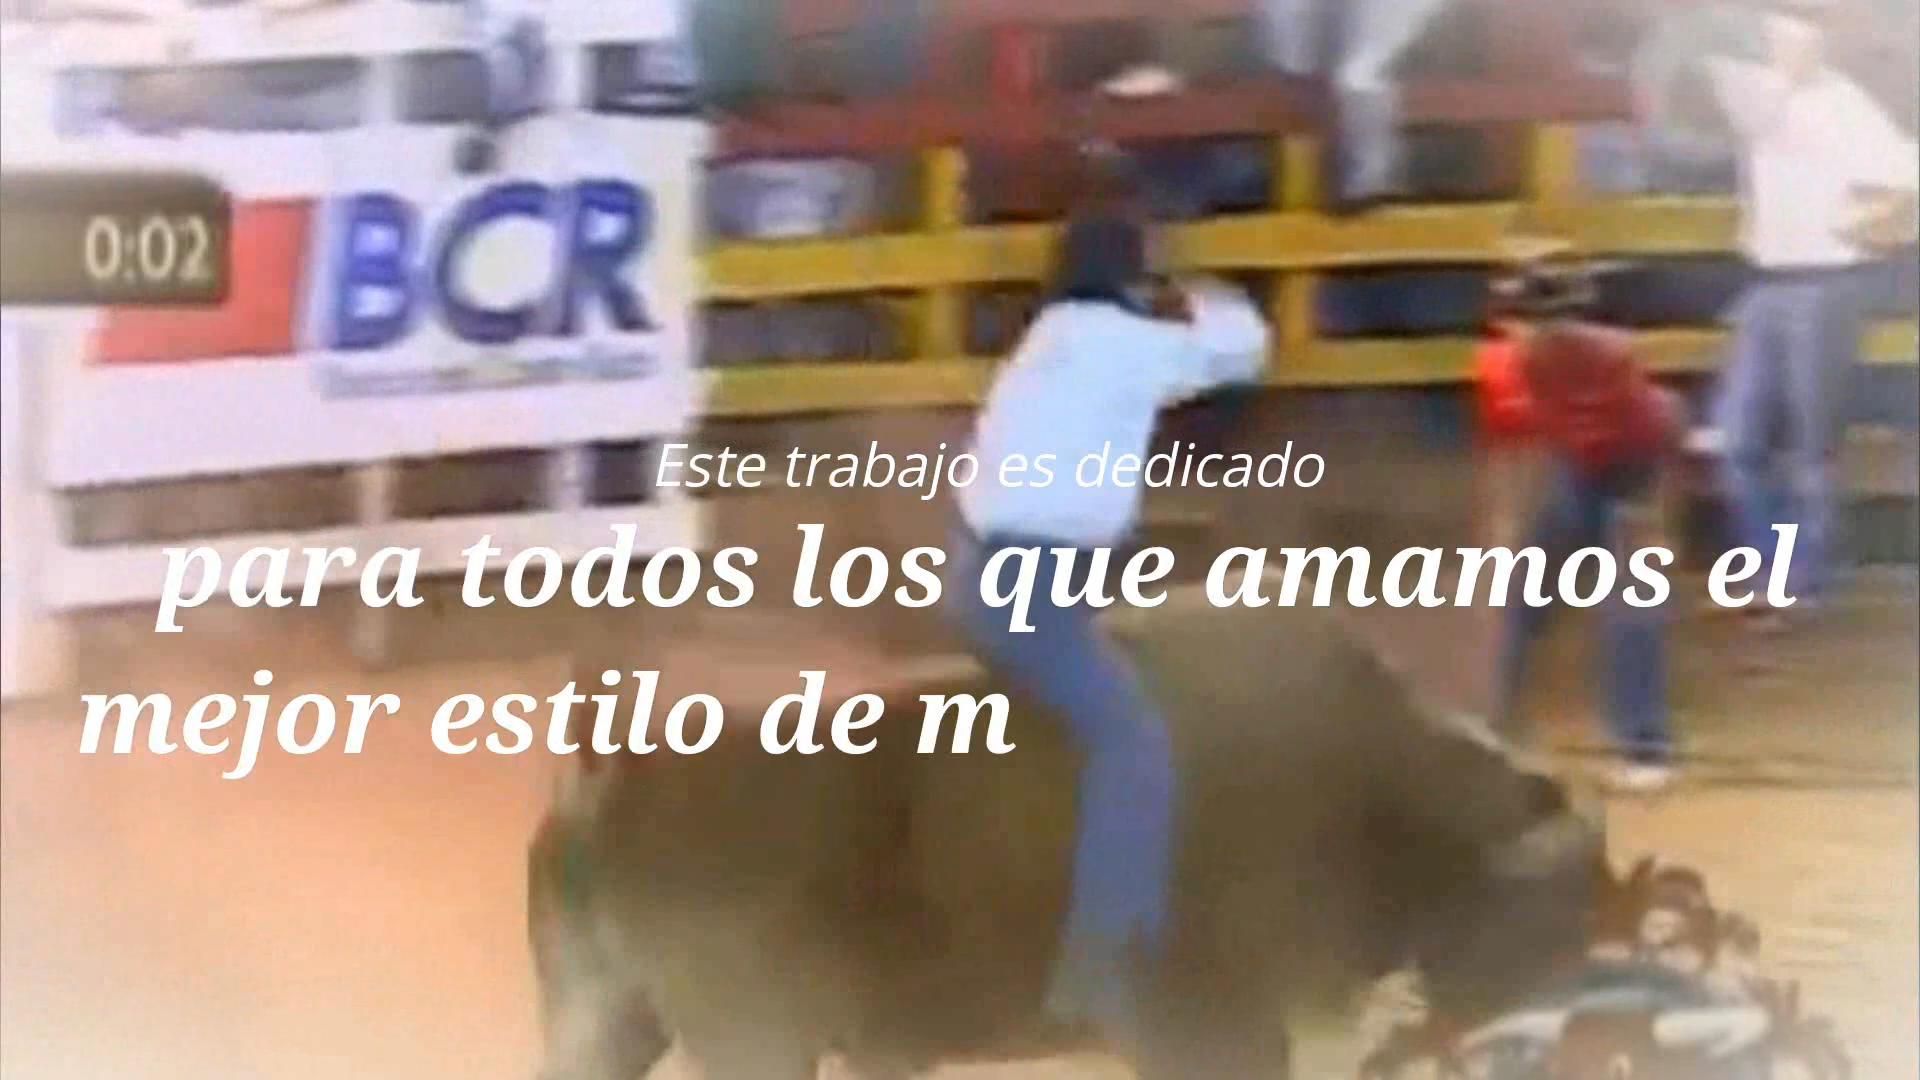 BCR
0:02
Este trabajo es dedicado
para todos los que amamos el
mejor estilo de m